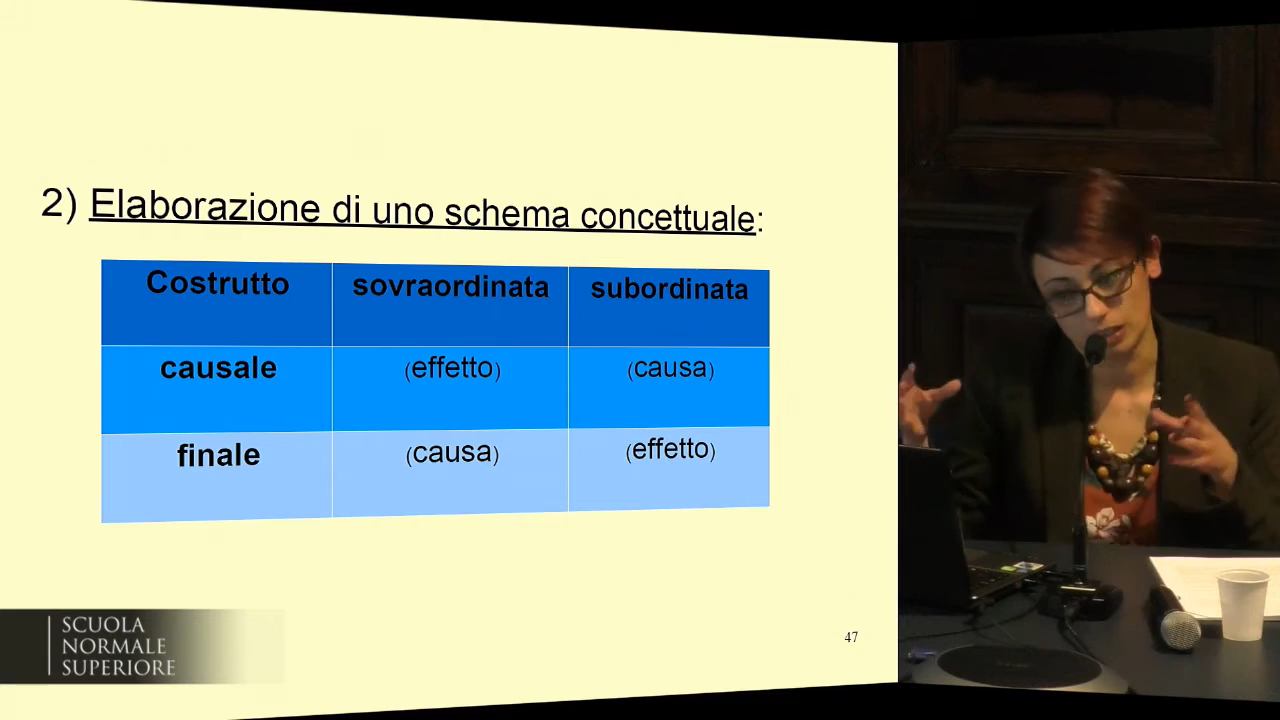 2) Elaborazione di uno schema concettuale:
Costrutto sovraordinata subordinata
causale (effetto) (causa)
finale (causa) (effetto)
47
SCUOLA
NORMALE
SUPERIORE